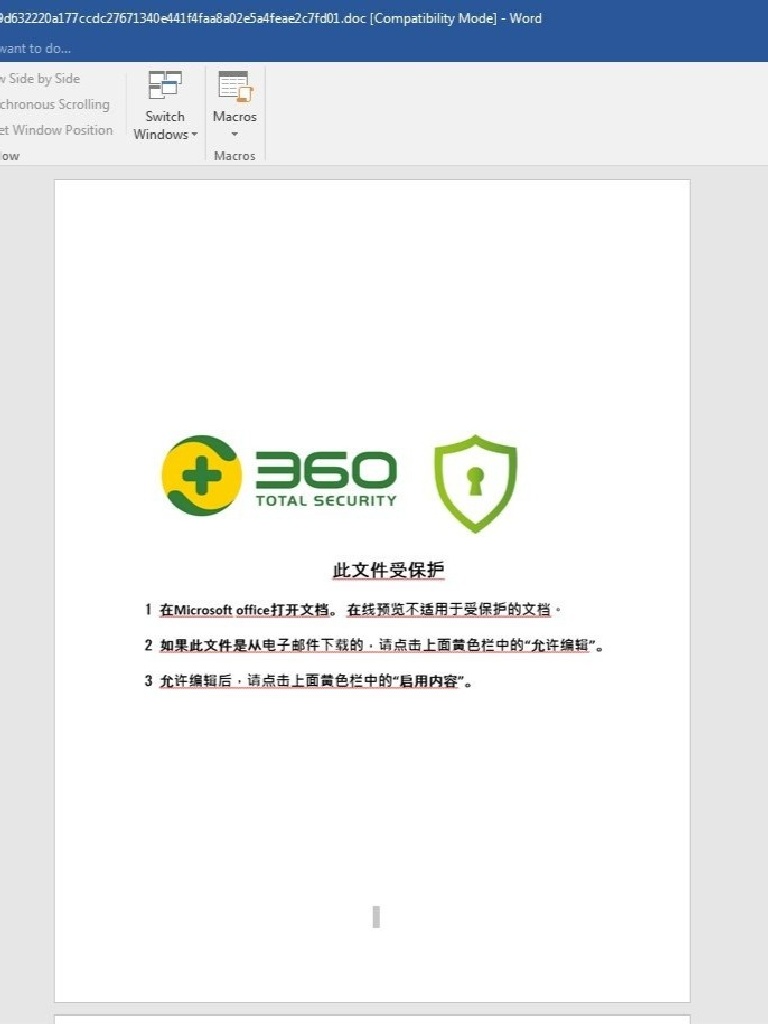 9d632220a177ccdc27671340e441f4faa8a02e5a4feae2c7fd01.doc [Compatibility Mode] - Word
want to do...
w Side by Side
chronous Scrolling
et Window Position
Switch
Windows
Macros
ow
Macros
360
TOTAL SECURITY
此文件受保护
1 在Microsoft office打开文档。 在线预览不适用于受保护的文档。
2 如果此文件是从电子邮件下载的，请点击上面黄色栏中的“允许编辑”。
3 允许编辑后，请点击上面黄色栏中的“启用内容”。